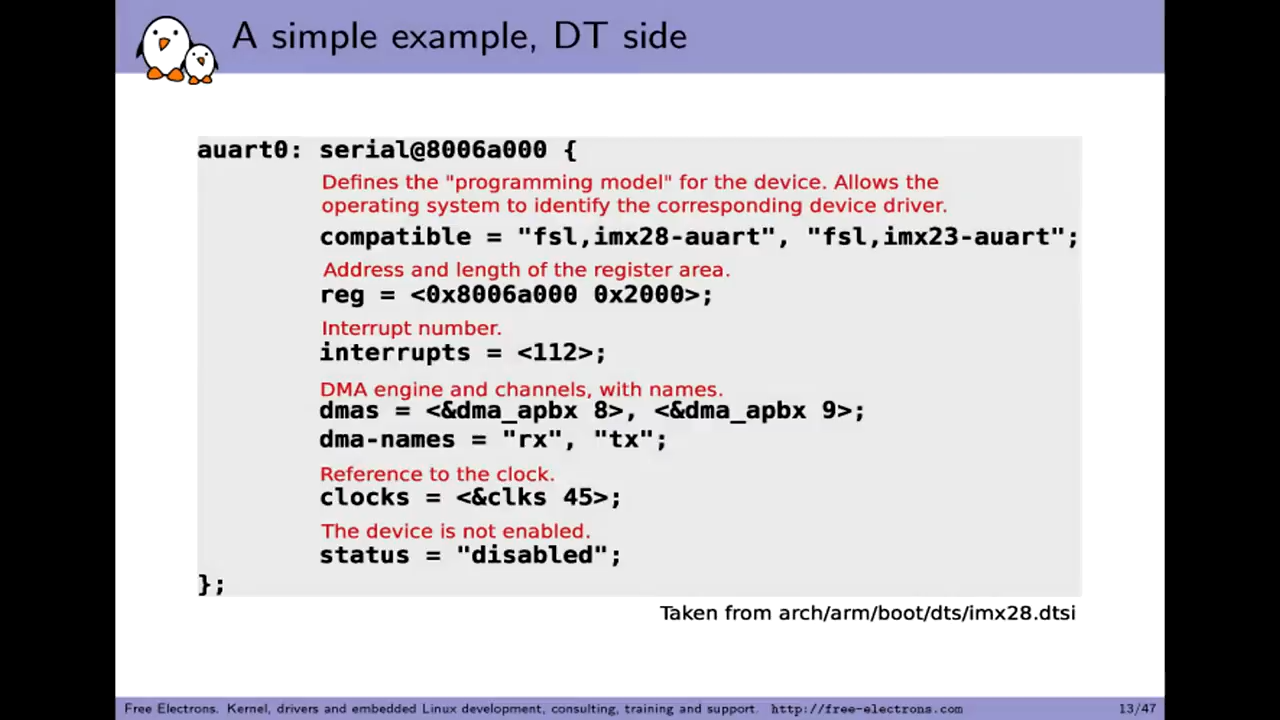 A simple example, DT side
auart0: serial@8006a000 {
Defines the "programming model" for the device. Allows the
operating system to identify the corresponding device driver.
compatible = "fsl,imx28-auart", "fsl,imx23-auart";
Address and length of the register area.
reg = <0x8006a000 0x2000>;
Interrupt number.
interrupts = <112>;
DMA engine and channels, with names.
dmas = <&dma_apbx 8>, <&dma_apbx 9>;
dma-names = "rx", "tx";
Reference to the clock.
clocks = <&clks 45>;
The device is not enabled.
status = "disabled";
};
Taken from arch/arm/boot/dts/imx28.dtsi
Free Electrons. Kernel, drivers and embedded Linux development, consulting, training and support. http://free-electrons.com 13/47